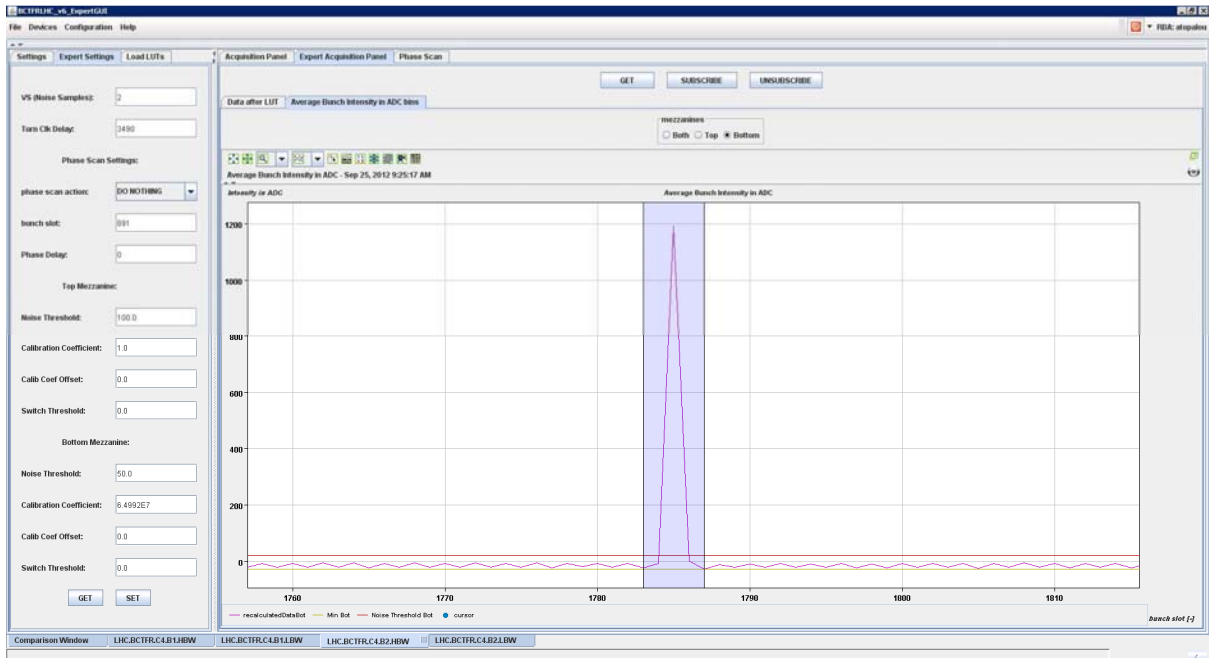 BCTFRLHC_v6_ExpertGUI
File Devices Configuration Help
RBA: atopalou
Settings Expert Settings Load LUTs
Acquisition Panel Expert Acquisition Panel Phase Scan
GET SUBSCRIBE UNSUBSCRIBE
VS (Noise Samples): 2
Turn Clk Delay: 3490
Phase Scan Settings:
phase scan action: DO NOTHING
bunch slot: 891
Phase Delay: 0
Top Mezzanine:
Noise Threshold: 100.0
Calibration Coefficient: 1.0
Calib Coef Offset: 0.0
Switch Threshold: 0.0
Bottom Mezzanine:
Noise Threshold: 50.0
Calibration Coefficient: 6.4992E7
Calib Coef Offset: 0.0
Switch Threshold: 0.0
GET SET
Data after LUT Average Bunch Intensity in ADC bins
mezzanines
Both Top Bottom
Average Bunch Intensity in ADC - Sep 25, 2012 9:25:17 AM
Intensity in ADC
Average Bunch Intensity in ADC
1200
1000
800
600
400
200
0
1760 1770 1780 1790 1800 1810
recalculatedDataBot Min Bot Noise Threshold Bot cursor
bunch slot [-]
Comparison Window LHC.BCTFR.C4.B1.HBW LHC.BCTFR.C4.B1.LBW LHC.BCTFR.C4.B2.HBW LHC.BCTFR.C4.B2.LBW